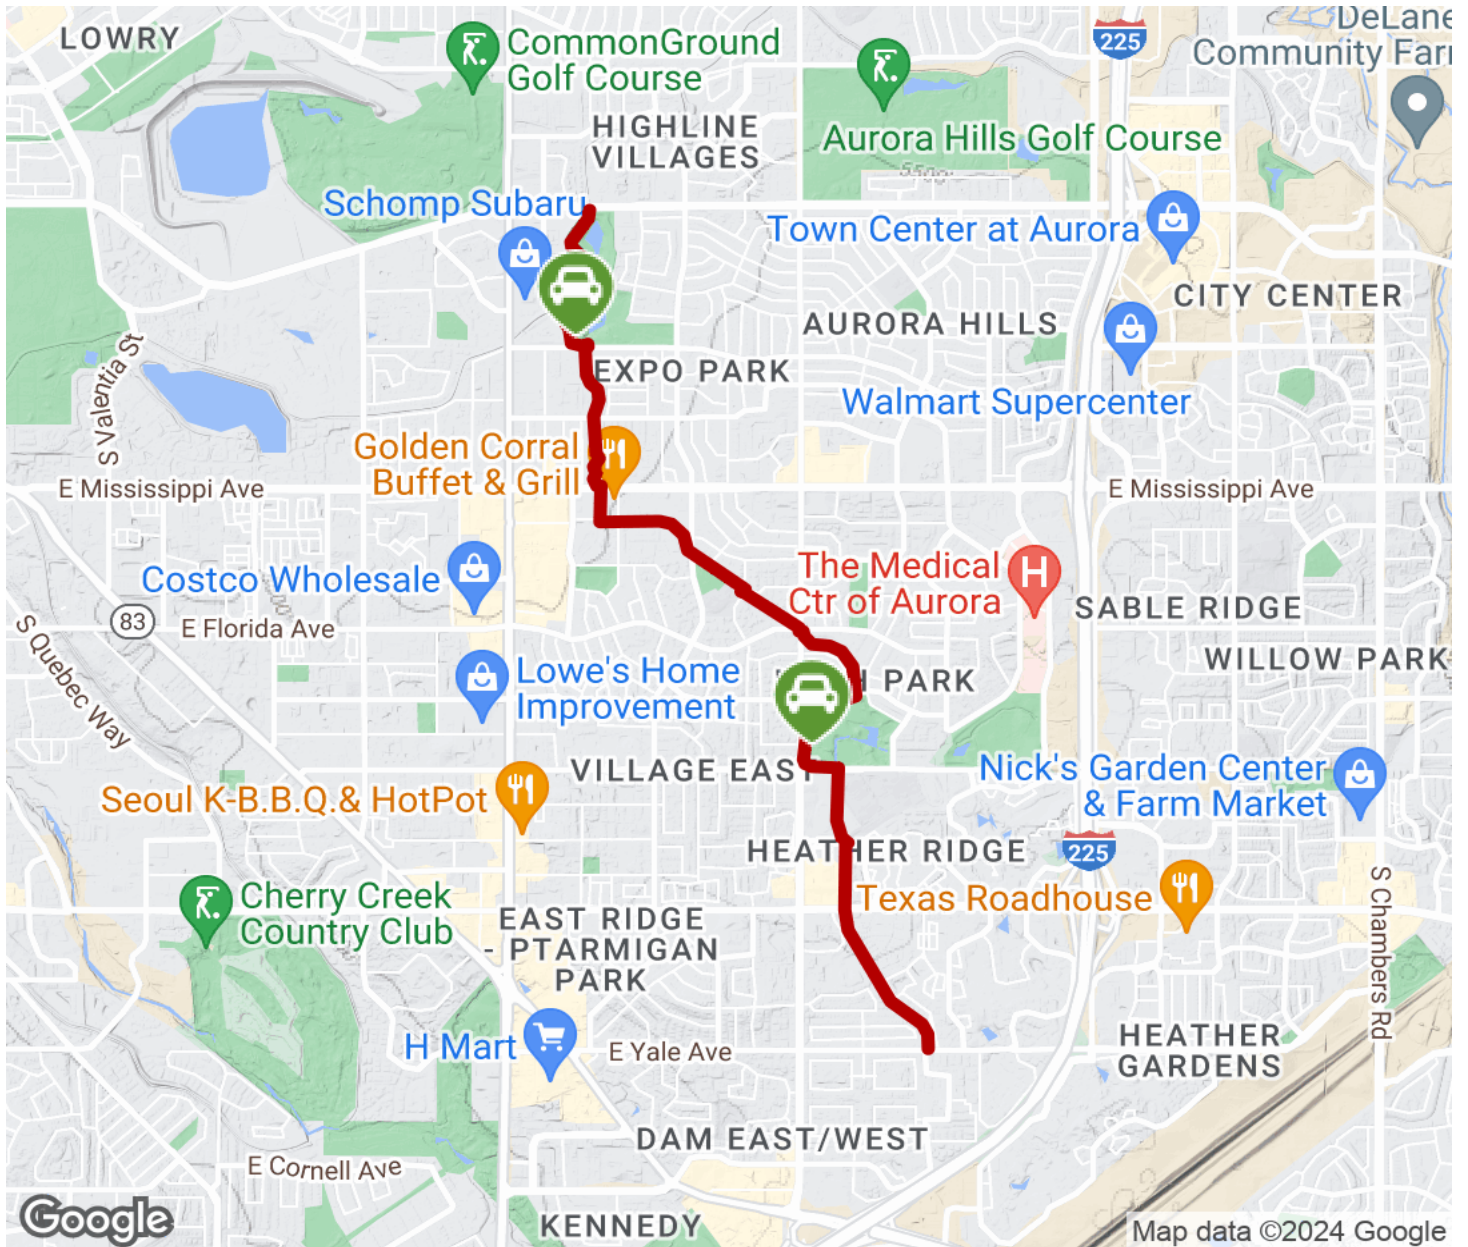 LOWRY
CommonGround
Golf Course
225
DeLane
Community Farm
HIGHLINE
VILLAGES
Aurora Hills Golf Course
Schomp Subaru
Town Center at Aurora
CITY CENTER
AURORA HILLS
S Valentia St
EXPO PARK
Walmart Supercenter
Golden Corral
Buffet & Grill
E Mississippi Ave
E Mississippi Ave
Costco Wholesale
The Medical
Ctr of Aurora
H
SABLE RIDGE
83
E Florida Ave
S Quebec Way
WILLOW PARK
Lowe's Home
Improvement
PARK
VILLAGE EAST
Nick's Garden Center
& Farm Market
Seoul K-B.B.Q.& HotPot
HEATHER RIDGE
225
Texas Roadhouse
S Chambers Rd
Cherry Creek
Country Club
EAST RIDGE
- PTARMIGAN
PARK
H Mart
E Yale Ave
HEATHER
GARDENS
DAM EAST/WEST
E Cornell Ave
Google
KENNEDY
Map data ©2024 Google